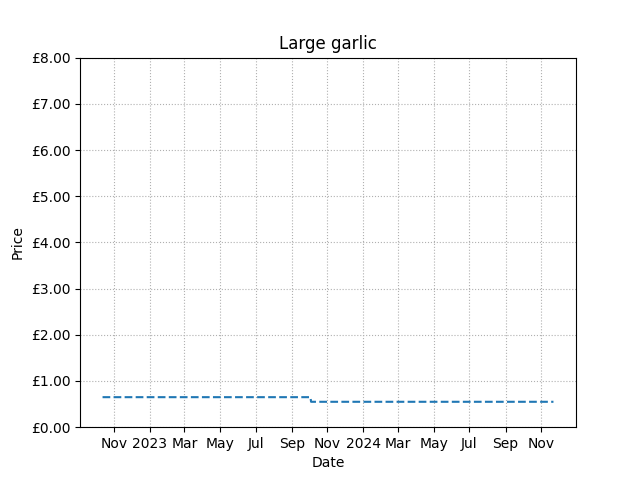 Large garlic
£8.00
£7.00
£6.00
£5.00
£4.00
£3.00
£2.00
£1.00
£0.00
Price
Nov 2023 Mar May Jul Sep Nov 2024 Mar May Jul Sep Nov
Date